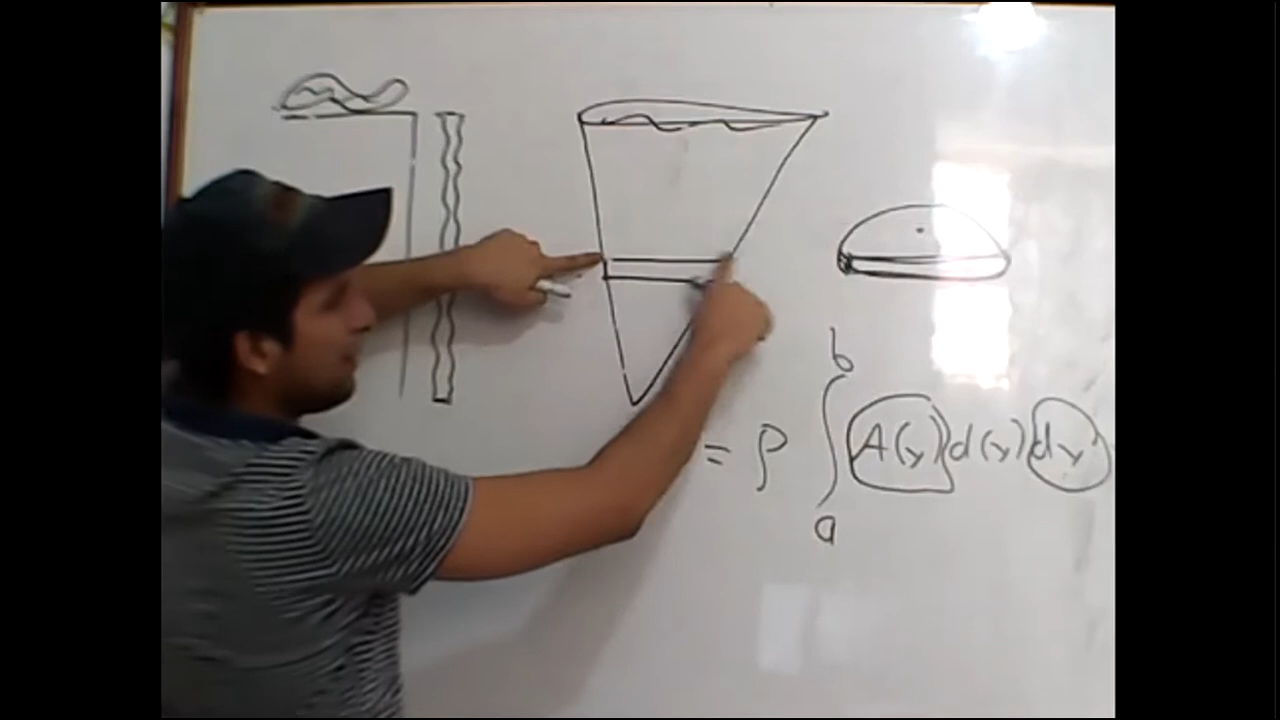 b
= ρ ∫ A(y) d(y) dy
a